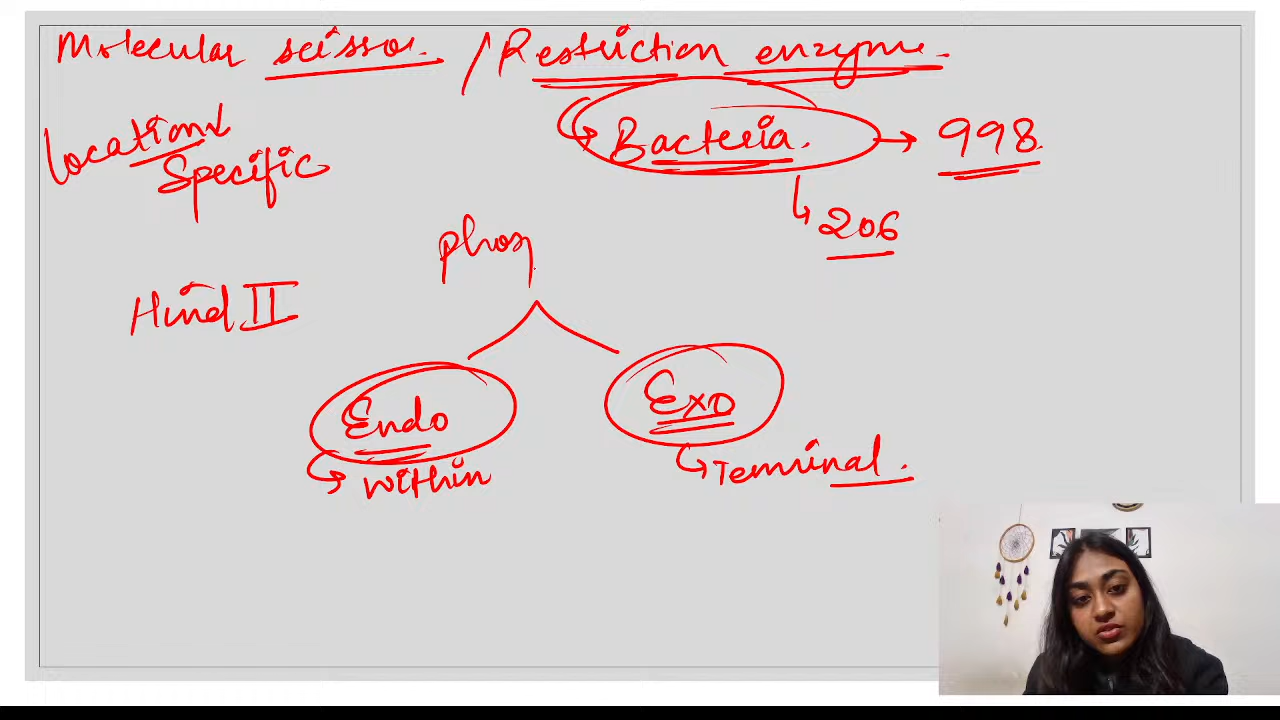 Molecular scissor. / Restriction enzyme.
Location Specific
Bacteria. → 998.
206
phos
Hind II
Endo
Exo
within
Terminal.